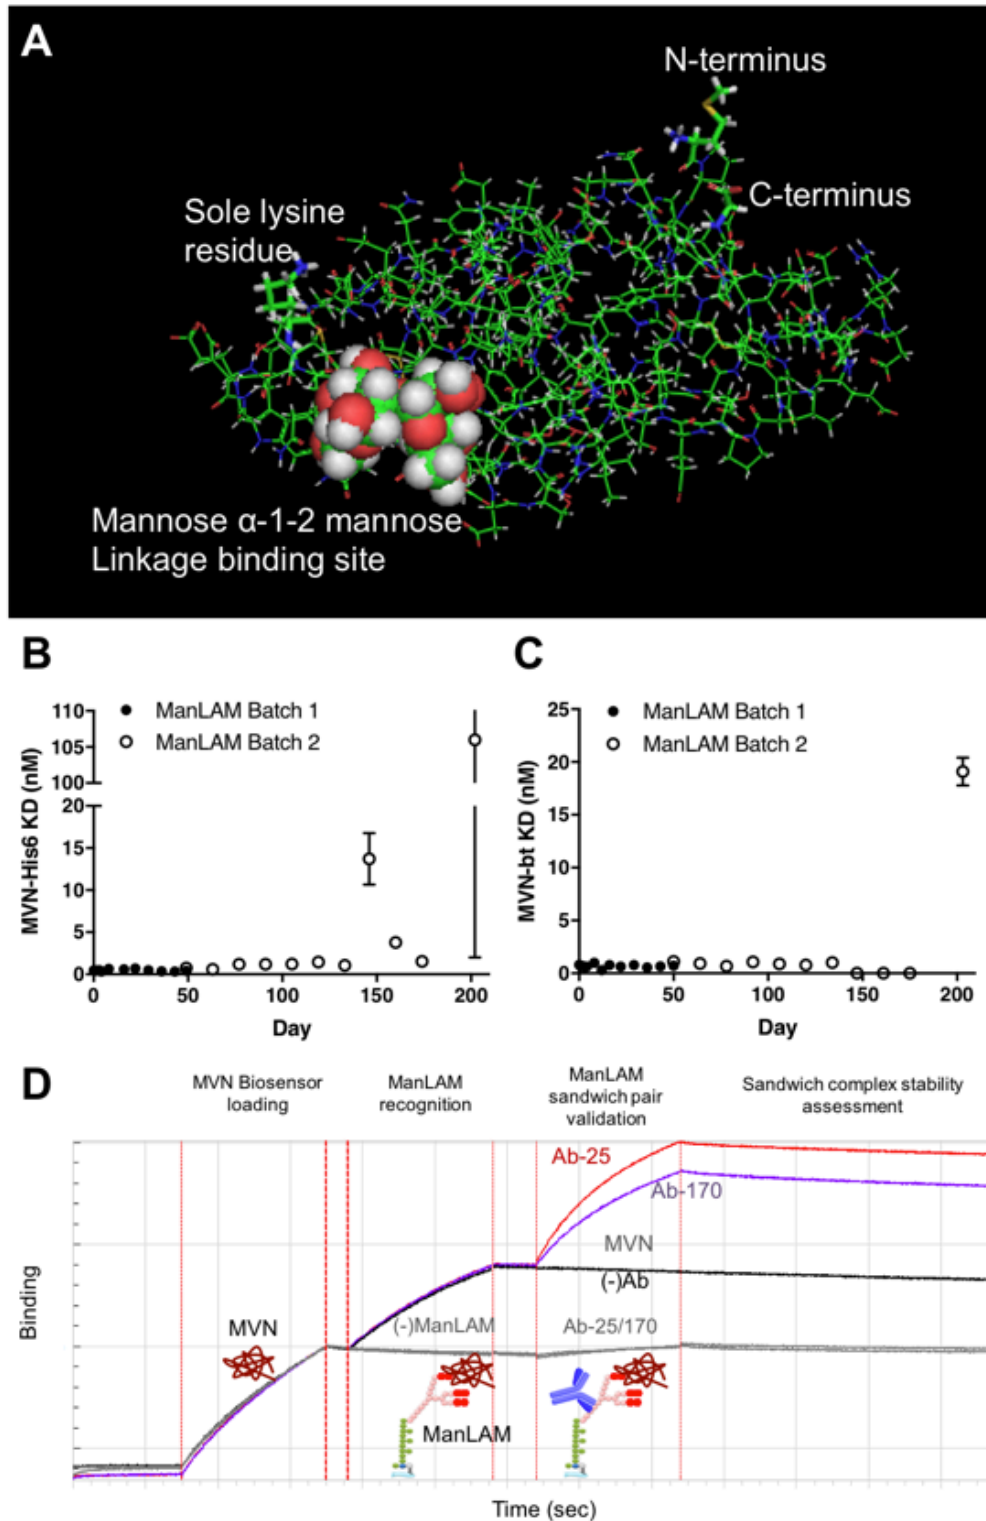 A
N-terminus
C-terminus
Sole lysine
residue
Mannose α-1-2 mannose
Linkage binding site
B
ManLAM Batch 1
ManLAM Batch 2
MVN-His6 KD (nM)
110
105
100
20
15
10
5
0
0
50
100
150
200
Day
C
ManLAM Batch 1
ManLAM Batch 2
MVN-bt KD (nM)
25
20
15
10
5
0
0
50
100
150
200
Day
D
MVN Biosensor
loading
ManLAM
recognition
ManLAM
sandwich pair
validation
Sandwich complex stability
assessment
Ab-25
Ab-170
MVN
(-)Ab
MVN
(-)ManLAM
Ab-25/170
ManLAM
Binding
Time (sec)